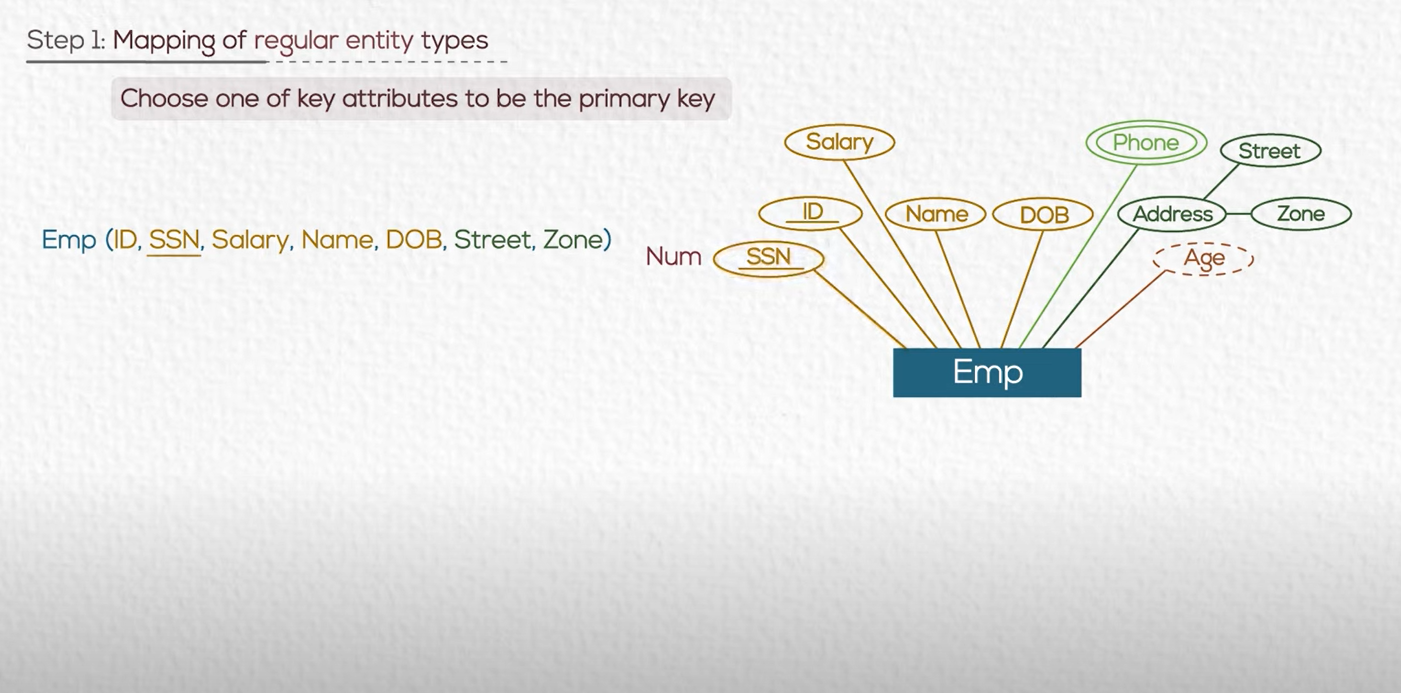 Step 1: Mapping of regular entity types
Choose one of key attributes to be the primary key
Salary
Phone
Street
ID
Name
DOB
Address
Zone
Emp (ID, SSN, Salary, Name, DOB, Street, Zone)
Num
SSN
Age
Emp